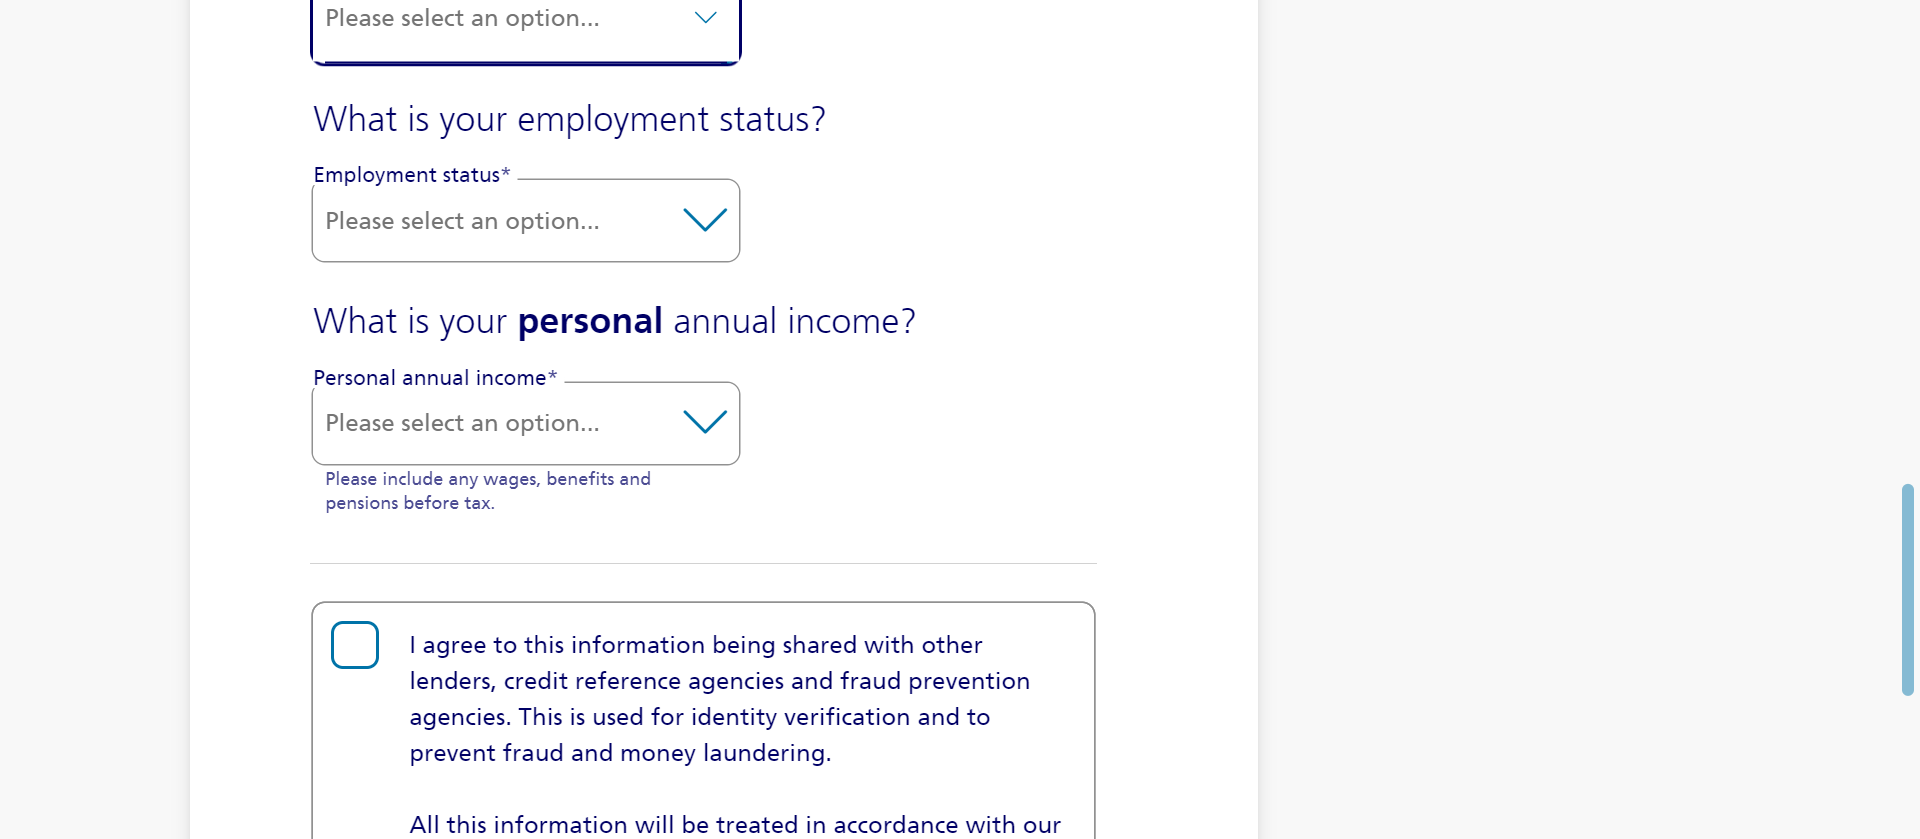 Please select an option...
What is your employment status?
Employment status*
Please select an option...
What is your personal annual income?
Personal annual income*
Please select an option...
Please include any wages, benefits and
pensions before tax.
I agree to this information being shared with other
lenders, credit reference agencies and fraud prevention
agencies. This is used for identity verification and to
prevent fraud and money laundering.
All this information will be treated in accordance with our